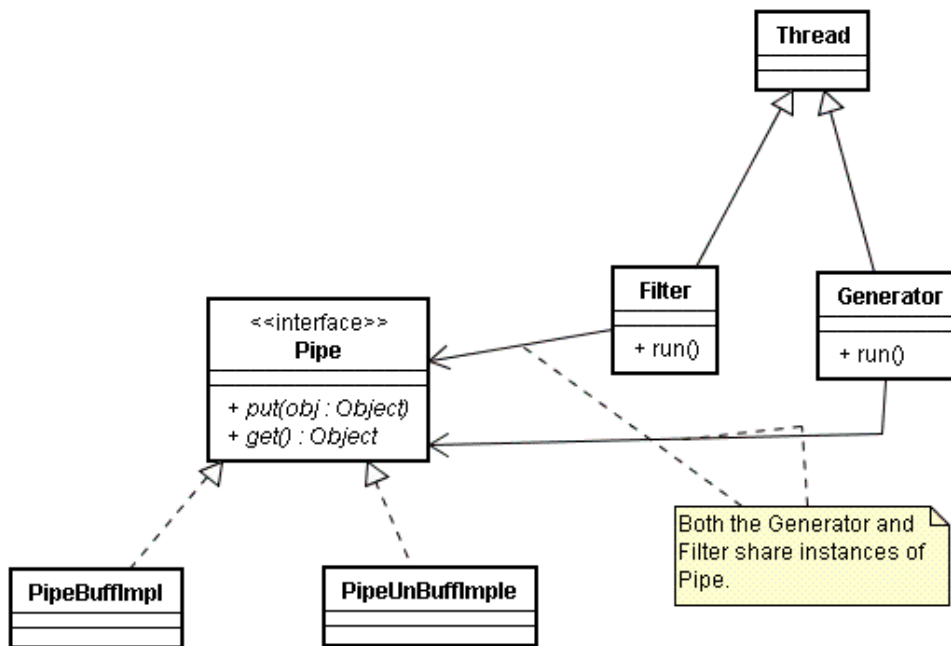 Thread
Filter
+ run()
Generator
+ run()
<<interface>>
Pipe
+ put(obj : Object)
+ get() : Object
Both the Generator and
Filter share instances of
Pipe.
PipeBuffImpl
PipeUnBuffImple